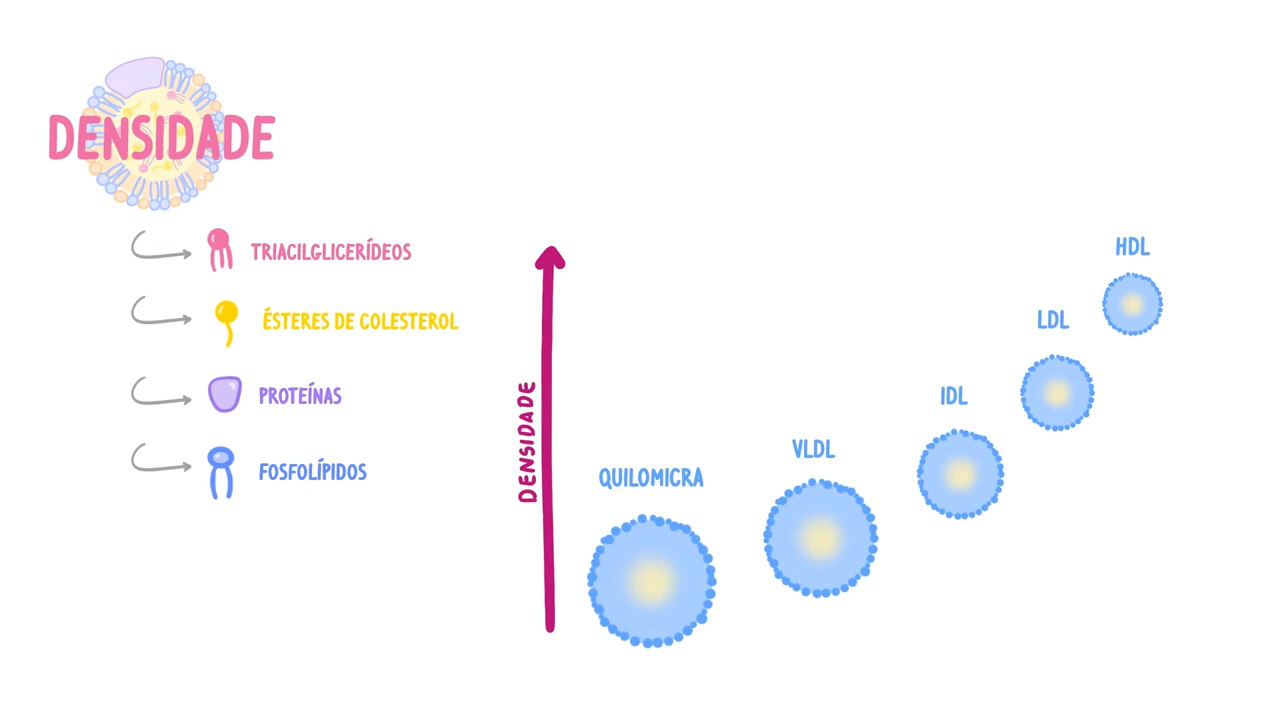 DENSIDADE
TRIACILGLICERÍDEOS
ÉSTERES DE COLESTEROL
PROTEÍNAS
FOSFOLÍPIDOS
DENSIDADE
QUILOMICRA
VLDL
IDL
LDL
HDL